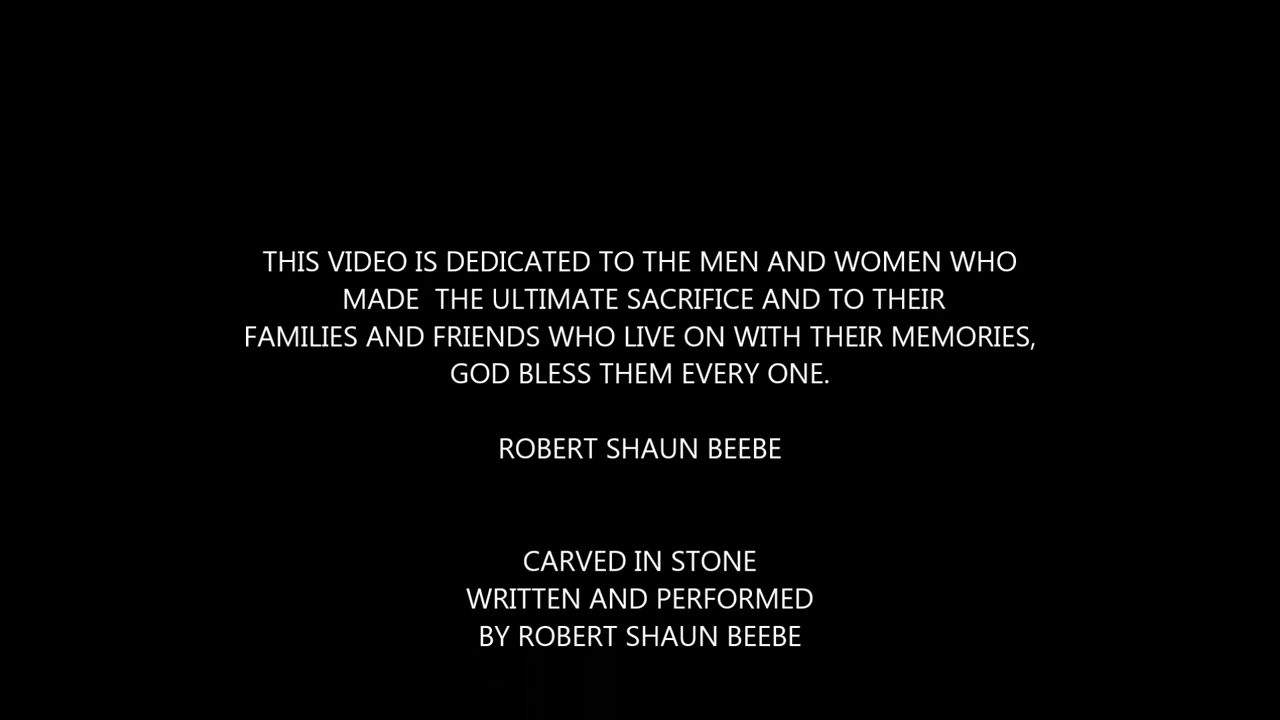 THIS VIDEO IS DEDICATED TO THE MEN AND WOMEN WHO
MADE  THE ULTIMATE SACRIFICE AND TO THEIR
FAMILIES AND FRIENDS WHO LIVE ON WITH THEIR MEMORIES,
GOD BLESS THEM EVERY ONE.
ROBERT SHAUN BEEBE
CARVED IN STONE
WRITTEN AND PERFORMED
BY ROBERT SHAUN BEEBE